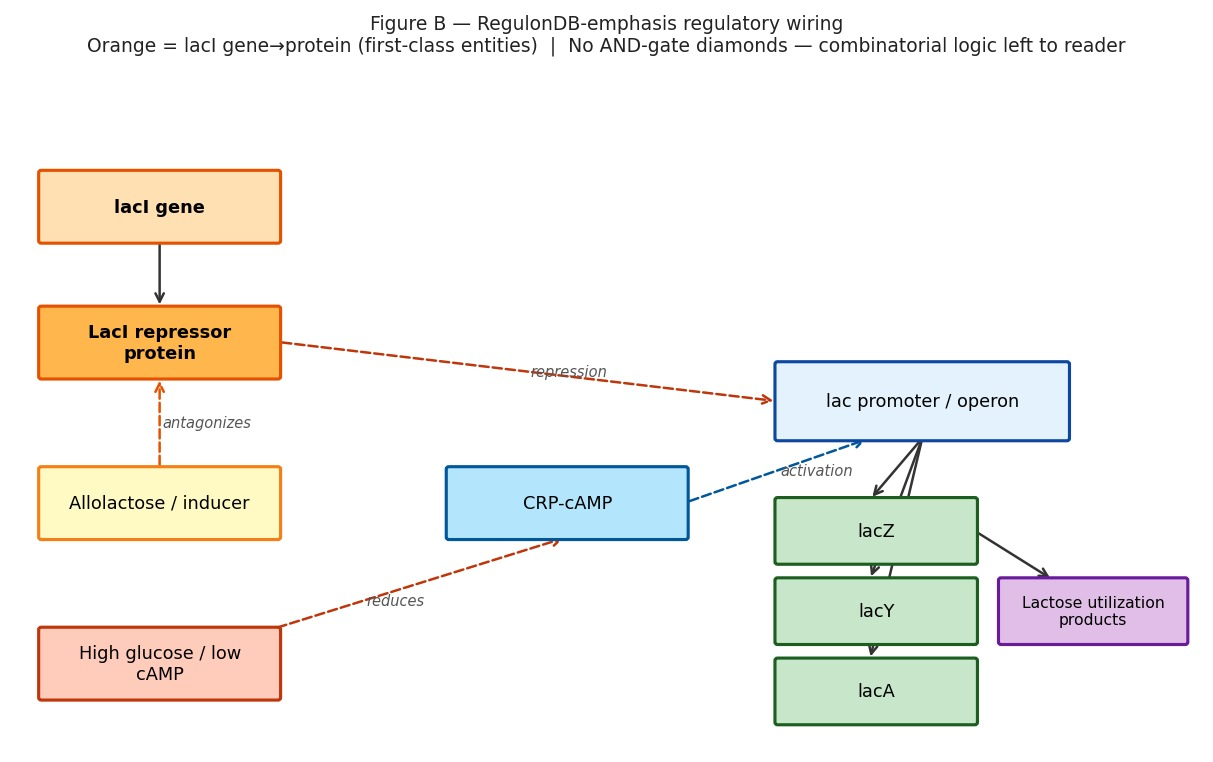 Figure B — RegulonDB-emphasis regulatory wiring
Orange = lacI gene→protein (first-class entities)  |  No AND-gate diamonds — combinatorial logic left to reader
lacI gene
LacI repressor
protein
repression
lac promoter / operon
antagonizes
activation
Allolactose / inducer
CRP-cAMP
lacZ
reduces
lacY
Lactose utilization
products
High glucose / low
cAMP
lacA